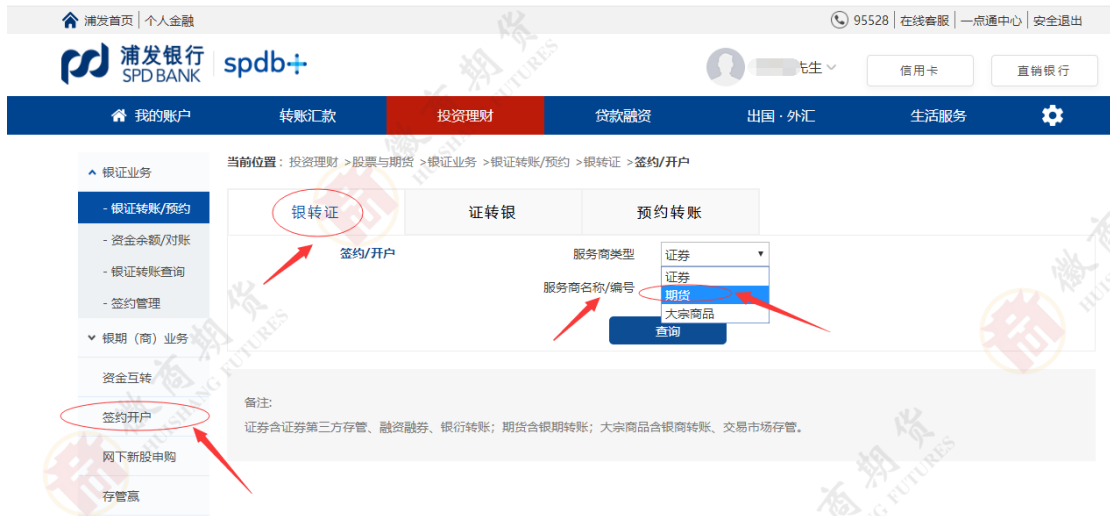 浦发首页 | 个人金融
95528 | 在线客服 | 一点通中心 | 安全退出
浦发银行
SPD BANK
spdb+
先生
信用卡
直销银行
我的账户
转账汇款
投资理财
贷款融资
出国 · 外汇
生活服务
银证业务
- 银证转账/预约
- 资金余额/对账
- 银证转账查询
- 签约管理
银期（商）业务
资金互转
签约开户
网下新股申购
存管赢
当前位置：投资理财 >股票与期货 >银证业务 >银证转账/预约 >银转证 >签约/开户
银转证
证转银
预约转账
签约/开户
服务商类型
证券
证券
服务商名称/编号
期货
大宗商品
查询
备注:
证券含证券第三方存管、融资融券、银衍转账；期货含银期转账；大宗商品含银商转账、交易市场存管。
徽商期货
HUISHANG FUTURES